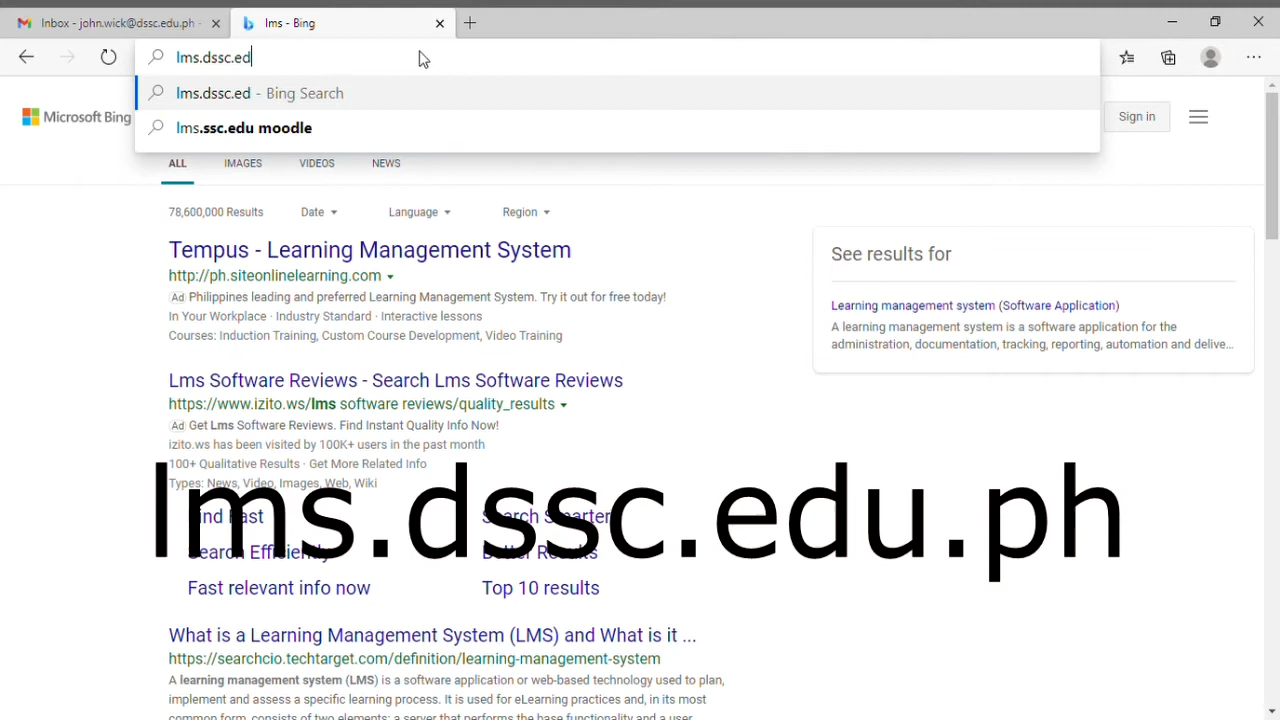 Inbox - john.wick@dssc.edu.ph -
lms - Bing
lms.dssc.ed
lms.dssc.ed - Bing Search
lms.ssc.edu moodle
Microsoft Bing
Sign in
ALL IMAGES VIDEOS NEWS
78,600,000 Results Date Language Region
Tempus - Learning Management System
http://ph.siteonlinelearning.com
Ad Philippines leading and preferred Learning Management System. Try it out for free today!
In Your Workplace · Industry Standard · Interactive lessons
Courses: Induction Training, Custom Course Development, Video Training
See results for
Learning management system (Software Application)
A learning management system is a software application for the
administration, documentation, tracking, reporting, automation and delive...
Lms Software Reviews - Search Lms Software Reviews
https://www.izito.ws/lms software reviews/quality_results
Ad Get Lms Software Reviews. Find Instant Quality Info Now!
izito.ws has been visited by 100K+ users in the past month
100+ Qualitative Results · Get More Related Info
Types: News, Video, Images, Web, Wiki
lms.dssc.edu.ph
Find Fast
Search Smarter
Search Efficiently
Better Results
Fast relevant info now
Top 10 results
What is a Learning Management System (LMS) and What is it ...
https://searchcio.techtarget.com/definition/learning-management-system
A learning management system (LMS) is a software application or web-based technology used to plan,
implement and assess a specific learning process. It is used for eLearning practices and, in its most
common form, consists of two elements: a server that performs the base functionality and a user